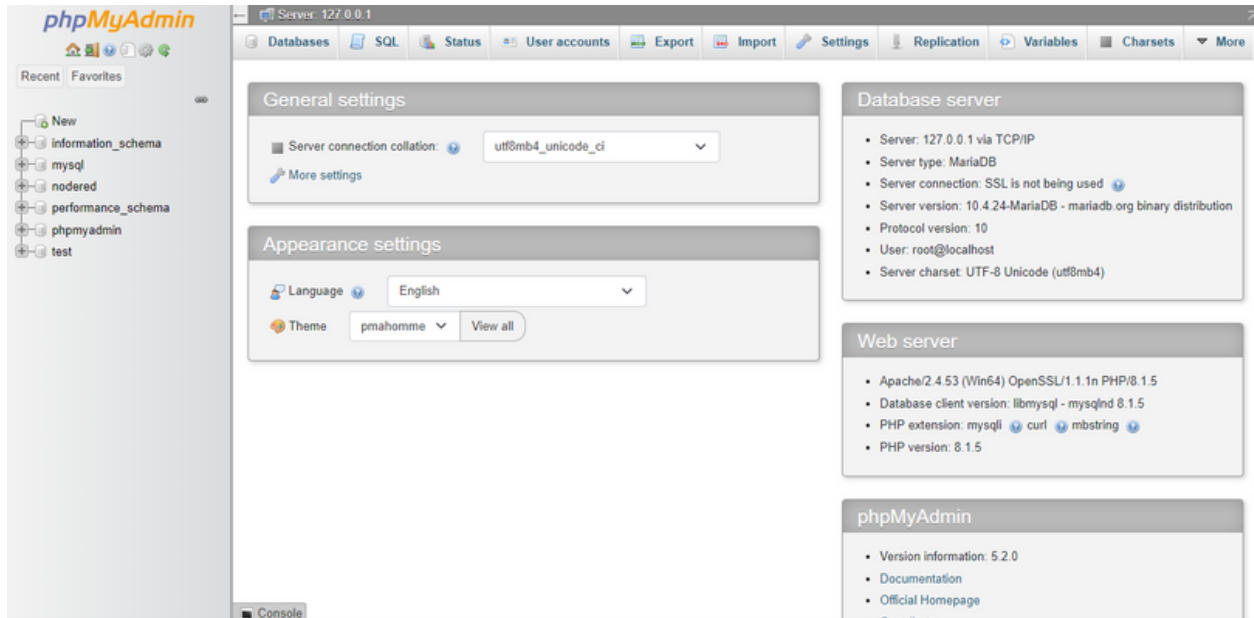 phpMyAdmin
Recent Favorites
New
information_schema
mysql
nodered
performance_schema
phpmyadmin
test
Server: 127.0.0.1
Databases SQL Status User accounts Export Import Settings Replication Variables Charsets More
General settings
Server connection collation: utf8mb4_unicode_ci
More settings
Appearance settings
Language English
Theme pmahomme View all
Database server
Server: 127.0.0.1 via TCP/IP
Server type: MariaDB
Server connection: SSL is not being used
Server version: 10.4.24-MariaDB - mariadb.org binary distribution
Protocol version: 10
User: root@localhost
Server charset: UTF-8 Unicode (utf8mb4)
Web server
Apache/2.4.53 (Win64) OpenSSL/1.1.1n PHP/8.1.5
Database client version: libmysql - mysqlnd 8.1.5
PHP extension: mysqli curl mbstring
PHP version: 8.1.5
phpMyAdmin
Version information: 5.2.0
Documentation
Official Homepage
Console